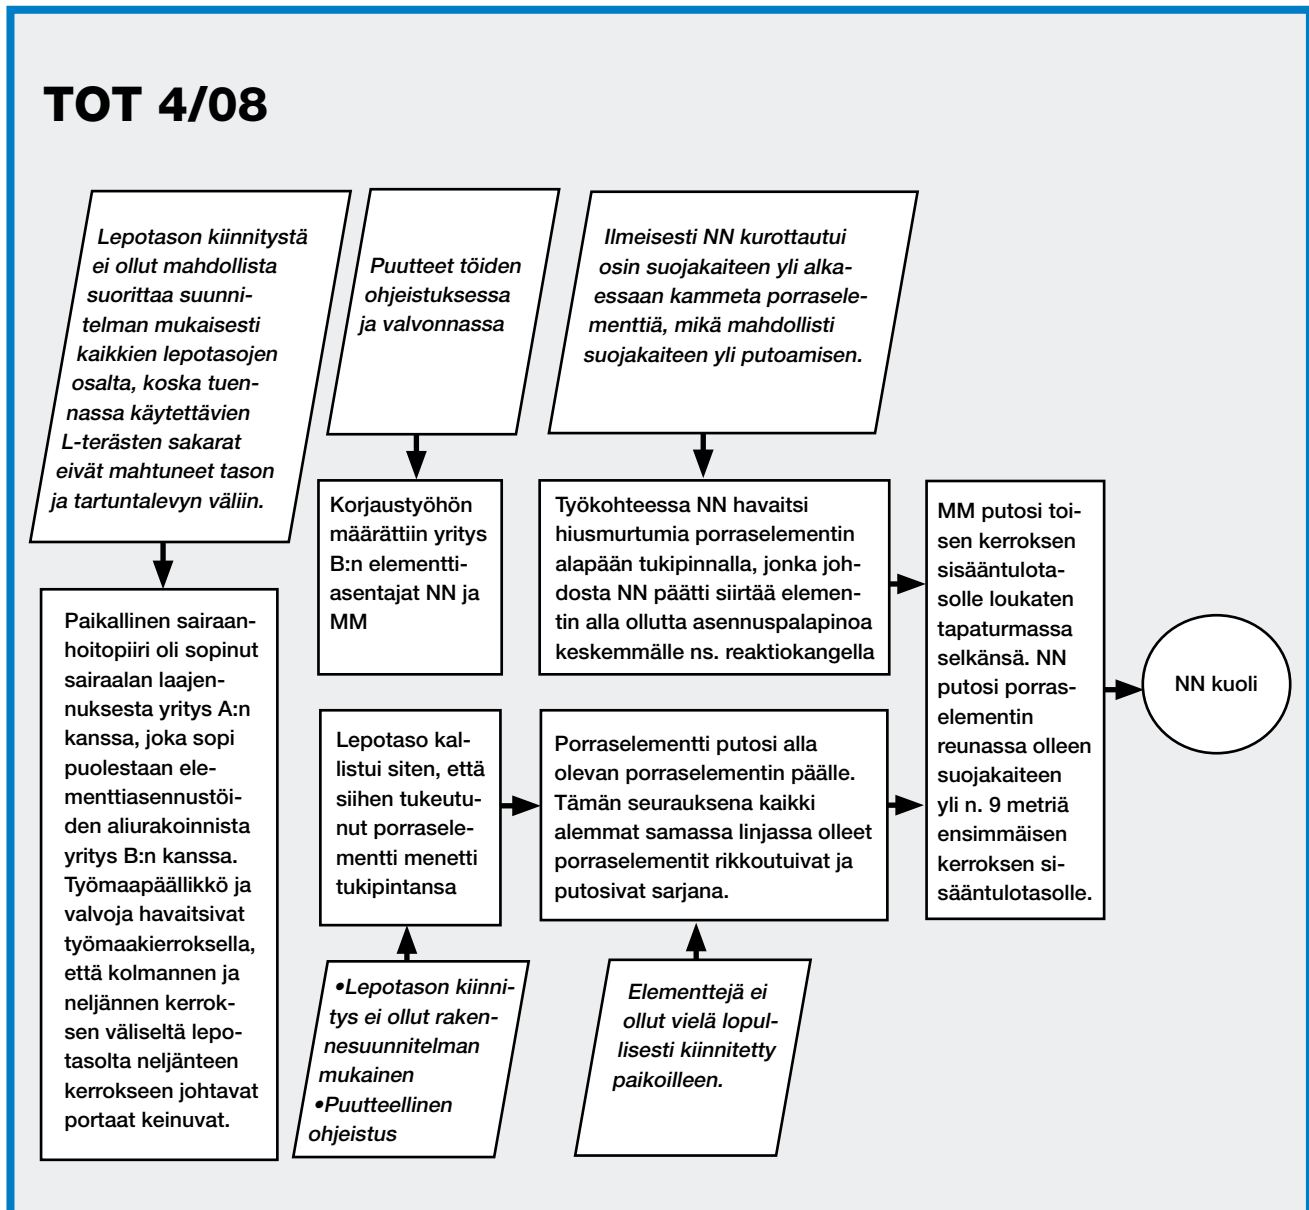 TOT 4/08
Lepotason kiinnitystä
ei ollut mahdollista
suorittaa suunni-
telman mukaisesti
kaikkien lepotasojen
osalta, koska tuen-
nassa käytettävien
L-terästen sakarat
eivät mahtuneet tason
ja tartuntalevyn väliin.
Puutteet töiden
ohjeistuksessa
ja valvonnassa
Ilmeisesti NN kurottautui
osin suojakaiteen yli alka-
essaan kammeta porrasele-
menttiä, mikä mahdollisti
suojakaiteen yli putoamisen.
Paikallinen sairaan-
hoitopiiri oli sopinut
sairaalan laajen-
nuksesta yritys A:n
kanssa, joka sopi
puolestaan ele-
menttiasennustöi-
den aliurakoinnista
yritys B:n kanssa.
Työmaapäällikkö ja
valvoja havaitsivat
työmaakierroksella,
että kolmannen ja
neljännen kerrok-
sen väliseltä lepo-
tasolta neljänteen
kerrokseen johtavat
portaat keinuvat.
Korjaustyöhön
määrättiin yritys
B:n elementti-
asentajat NN ja
MM
Työkohteessa NN havaitsi
hiusmurtumia porraselementin
alapään tukipinnalla, jonka joh-
dosta NN päätti siirtää elemen-
tin alla ollutta asennuspalapinoa
keskemmälle ns. reaktiokangella
Lepotaso kal-
listui siten, että
siihen tukeutu-
nut porrasele-
mentti menetti
tukipintansa
Porraselementti putosi alla
olevan porraselementin päälle.
Tämän seurauksena kaikki
alemmat samassa linjassa olleet
porraselementit rikkoutuivat ja
putosivat sarjana.
•Lepotason kiinni-
tys ei ollut raken-
nesuunnitelman
mukainen
•Puutteellinen
ohjeistus
Elementtejä ei
ollut vielä lopul-
lisesti kiinnitetty
paikoilleen.
MM putosi toi-
sen kerroksen
sisääntulota-
solle loukaten
tapaturmassa
selkänsä. NN
putosi porras-
elementin
reunassa olleen
suojakaiteen
yli n. 9 metriä
ensimmäisen
kerroksen si-
sääntulotasolle.
NN kuoli